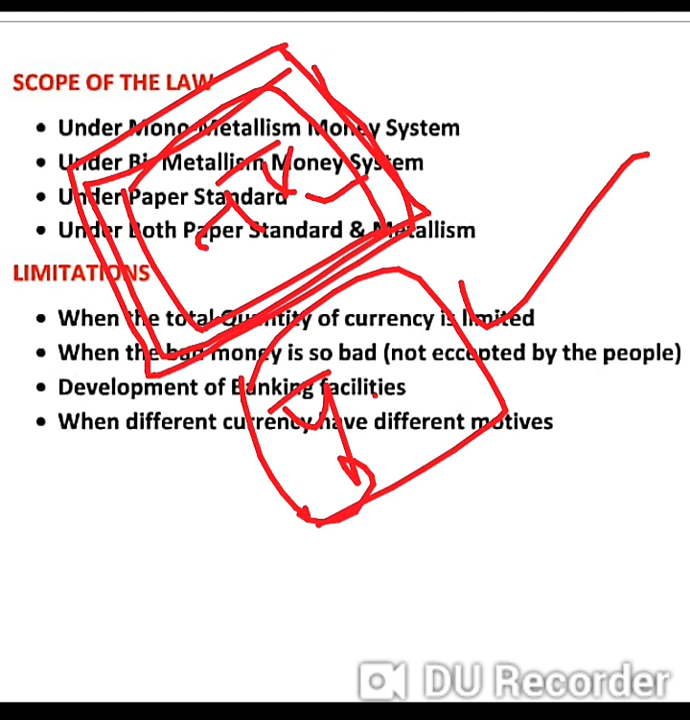 SCOPE OF THE LAW
• Under Mono-Metallism Money System
• Under Bi-Metallism Money System
• Under Paper Standard
• Under Both Paper Standard & Metallism
LIMITATIONS
• When the total Quantity of currency is limited
• When the bad money is so bad (not eccepted by the people)
• Development of Banking facilities
• When different currency have different motives
DU Recorder